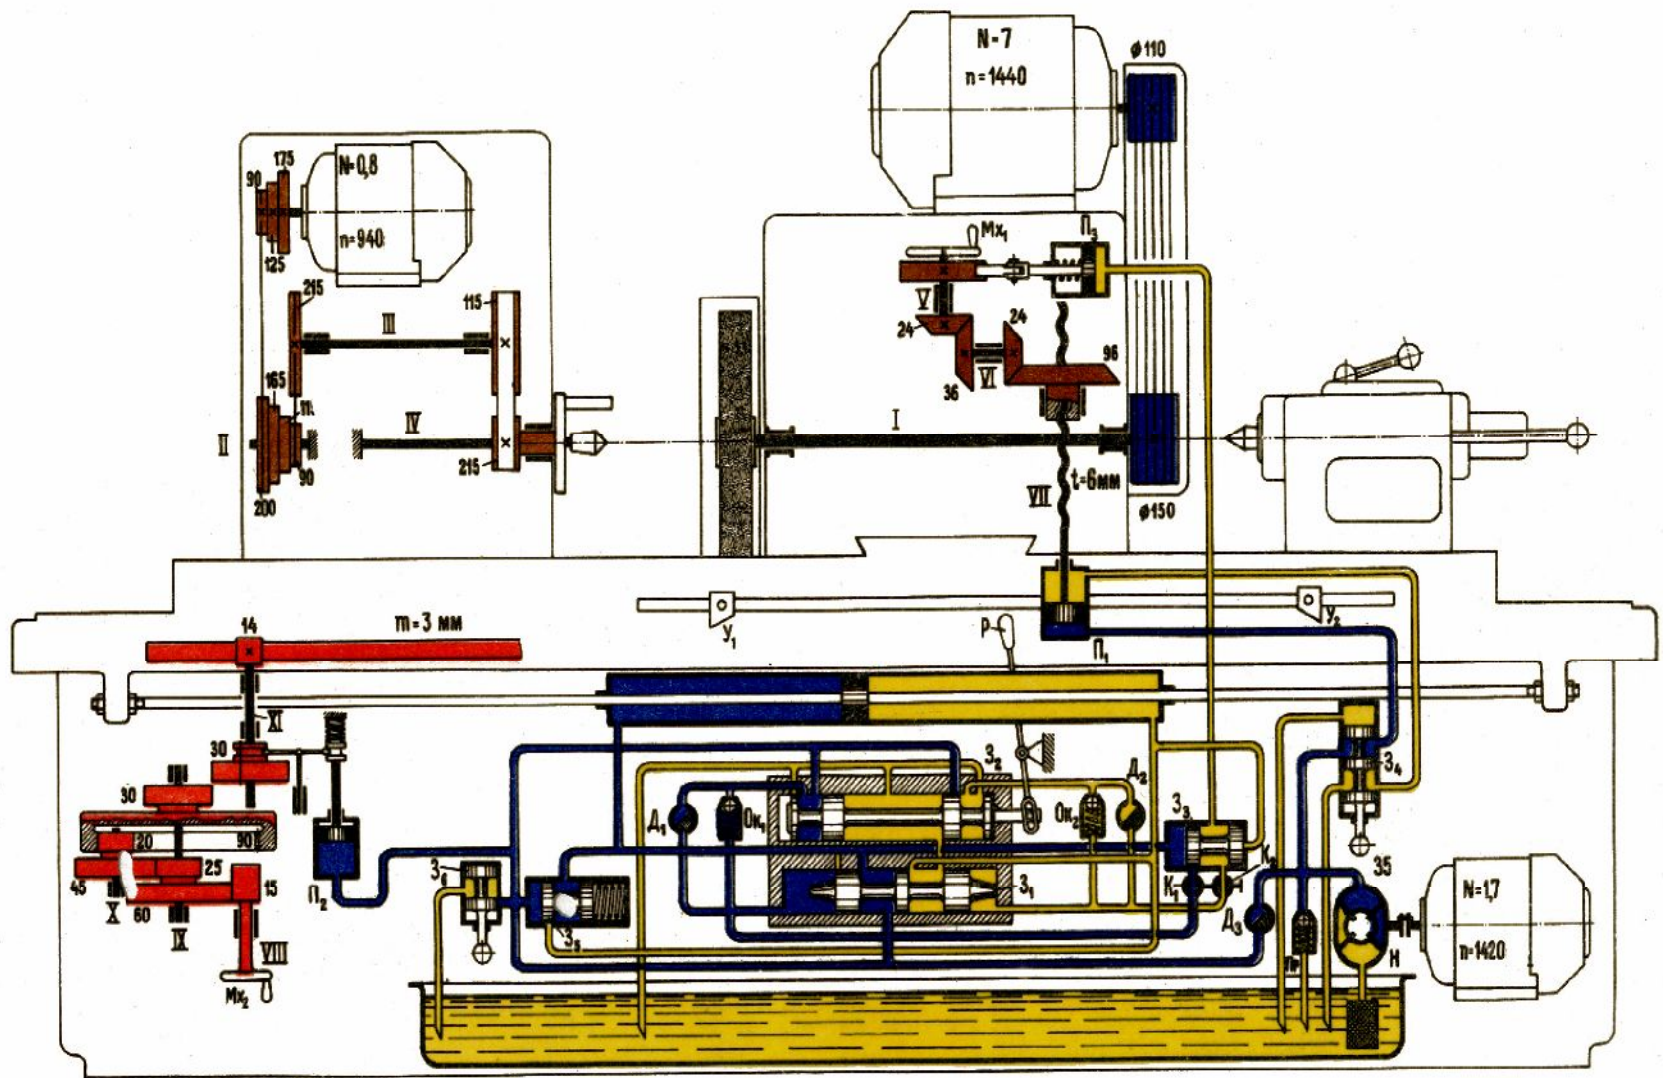 N=7
n=1440
ø110
175
90
N=0,8
n=940
125
Мх₁
П₃
215
115
III
V
24
24
VI
36
96
165
II
IV
90
215
200
I
VII
t=6мм
ø150
14
m=3 мм
У₁
У₂
Р
П₁
XI
30
30
20
90
45
25
15
X
60
IX
VIII
Мх₂
П₂
З₂
Д₂
З₄
Д₁
Ок₁
Ок₂
З₃
К₂
К₁
З₁
З₅
Д₃
Пр
35
Н
N=1,7
n=1420